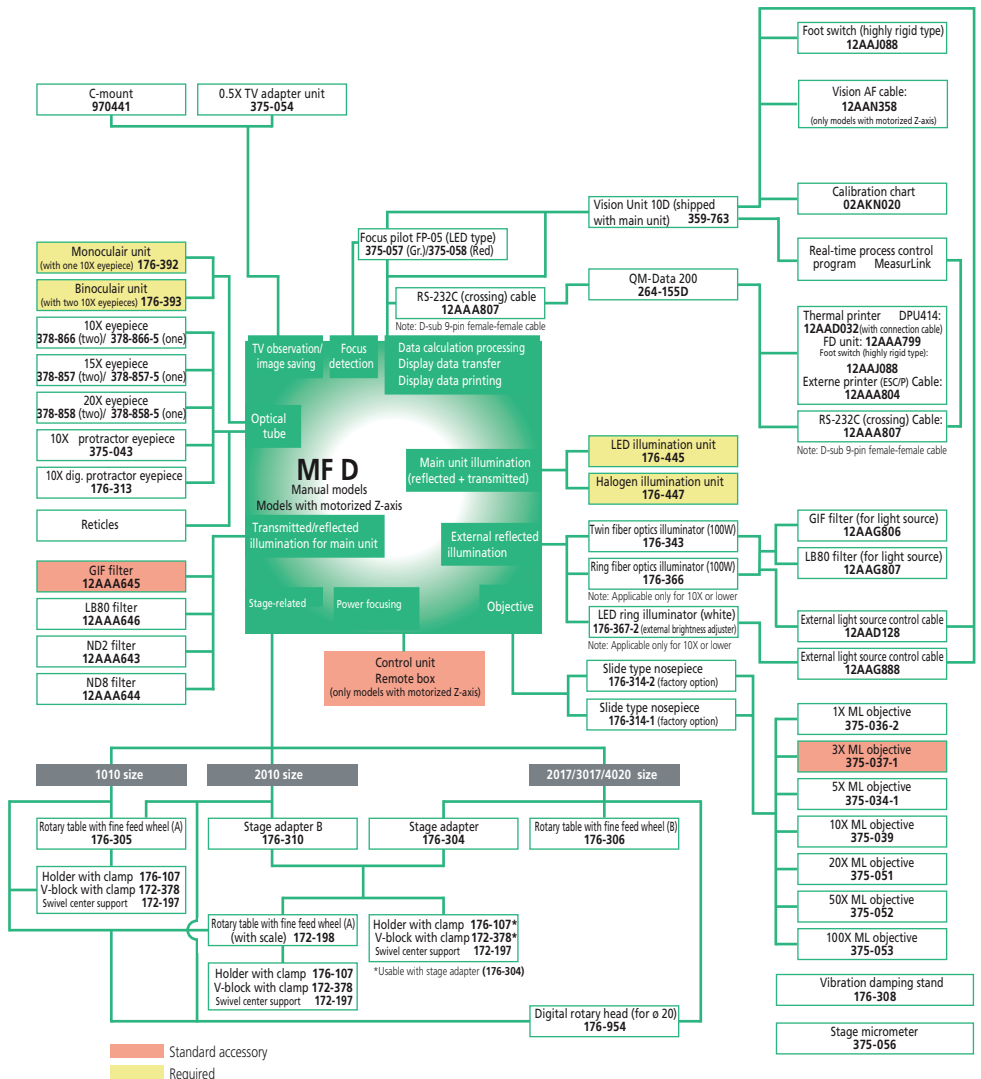 Foot switch (highly rigid type)
12AAJ088
C-mount
970441
0.5X TV adapter unit
375-054
Vision AF cable:
12AAN358
(only models with motorized Z-axis)
Vision Unit 10D (shipped
with main unit) 359-763
Calibration chart
02AKN020
Focus pilot FP-05 (LED type)
375-057 (Gr.)/375-058 (Red)
Real-time process control
program MeasurLink
Monoculair unit
(with one 10X eyepiece) 176-392
Binoculair unit
(with two 10X eyepieces) 176-393
10X eyepiece
378-866 (two)/ 378-866-5 (one)
15X eyepiece
378-857 (two)/ 378-857-5 (one)
20X eyepiece
378-858 (two)/ 378-858-5 (one)
10X protractor eyepiece
375-043
10X dig. protractor eyepiece
176-313
Reticles
RS-232C (crossing) cable
12AAA807
Note: D-sub 9-pin female-female cable
QM-Data 200
264-155D
Thermal printer DPU414:
12AAD032(with connection cable)
FD unit: 12AAA799
Foot switch (highly rigid type):
12AAJ088
Externe printer (ESC/P) Cable:
12AAA804
RS-232C (crossing) Cable:
12AAA807
Note: D-sub 9-pin female-female cable
TV observation/
image saving
Focus
detection
Data calculation processing
Display data transfer
Display data printing
Optical
tube
MF D
Manual models
Models with motorized Z-axis
Main unit illumination
(reflected + transmitted)
Transmitted/reflected
illumination for main unit
External reflected
illumination
Stage-related
Power focusing
Objective
LED illumination unit
176-445
Halogen illumination unit
176-447
Twin fiber optics illuminator (100W)
176-343
Ring fiber optics illuminator (100W)
176-366
Note: Applicable only for 10X or lower
LED ring illuminator (white)
176-367-2 (external brightness adjuster)
Note: Applicable only for 10X or lower
GIF filter (for light source)
12AAG806
LB80 filter (for light source)
12AAG807
External light source control cable
12AAD128
External light source control cable
12AAG888
GIF filter
12AAA645
LB80 filter
12AAA646
ND2 filter
12AAA643
ND8 filter
12AAA644
Control unit
Remote box
(only models with motorized Z-axis)
Slide type nosepiece
176-314-2 (factory option)
Slide type nosepiece
176-314-1 (factory option)
1X ML objective
375-036-2
3X ML objective
375-037-1
5X ML objective
375-034-1
10X ML objective
375-039
20X ML objective
375-051
50X ML objective
375-052
100X ML objective
375-053
Vibration damping stand
176-308
Stage micrometer
375-056
1010 size
2010 size
2017/3017/4020 size
Rotary table with fine feed wheel (A)
176-305
Stage adapter B
176-310
Stage adapter
176-304
Rotary table with fine feed wheel (B)
176-306
Holder with clamp 176-107
V-block with clamp 172-378
Swivel center support 172-197
Rotary table with fine feed wheel (A)
(with scale) 172-198
Holder with clamp 176-107*
V-block with clamp 172-378*
Swivel center support 172-197
*Usable with stage adapter (176-304)
Holder with clamp 176-107
V-block with clamp 172-378
Swivel center support 172-197
Digital rotary head (for ø 20)
176-954
Standard accessory
Required